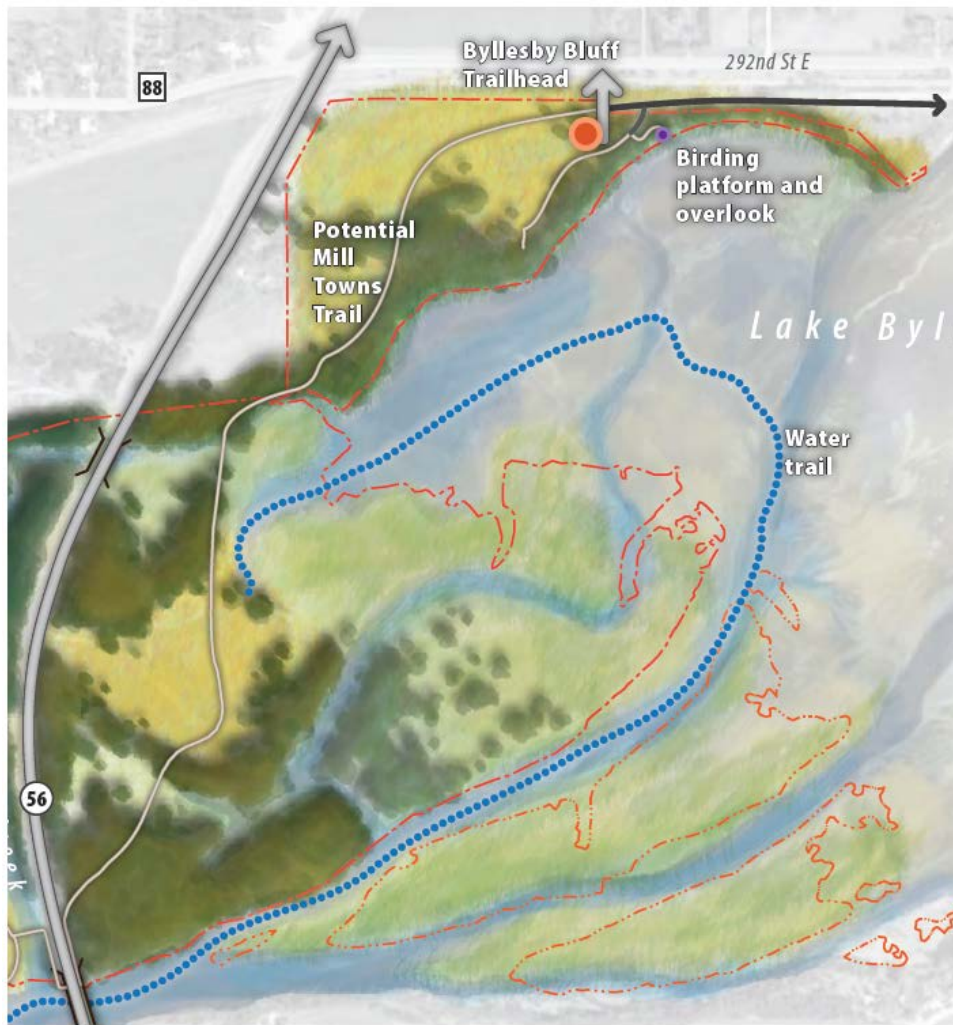 Byllesby Bluff
Trailhead
292nd St E
88
Birding
platform and
overlook
Potential
Mill
Towns
Trail
Lake Byl
Water
trail
56